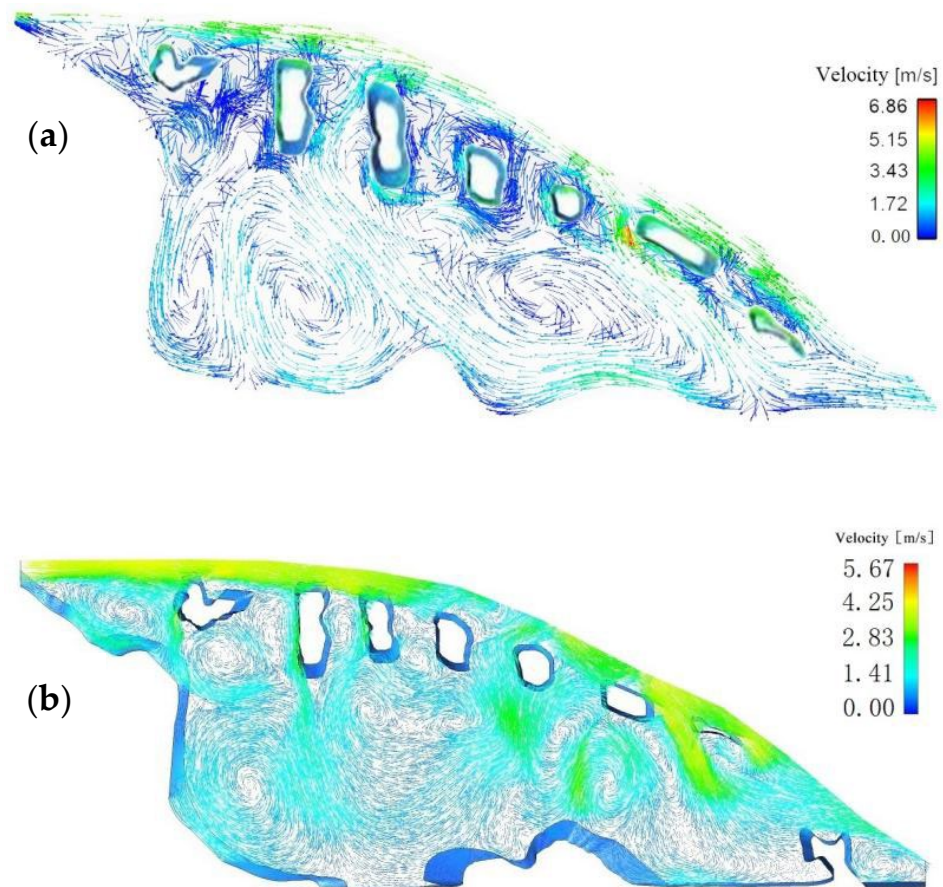 Velocity [m/s]
6.86
5.15
3.43
1.72
0.00
(a)
Velocity [m/s]
5.67
4.25
2.83
1.41
0.00
(b)